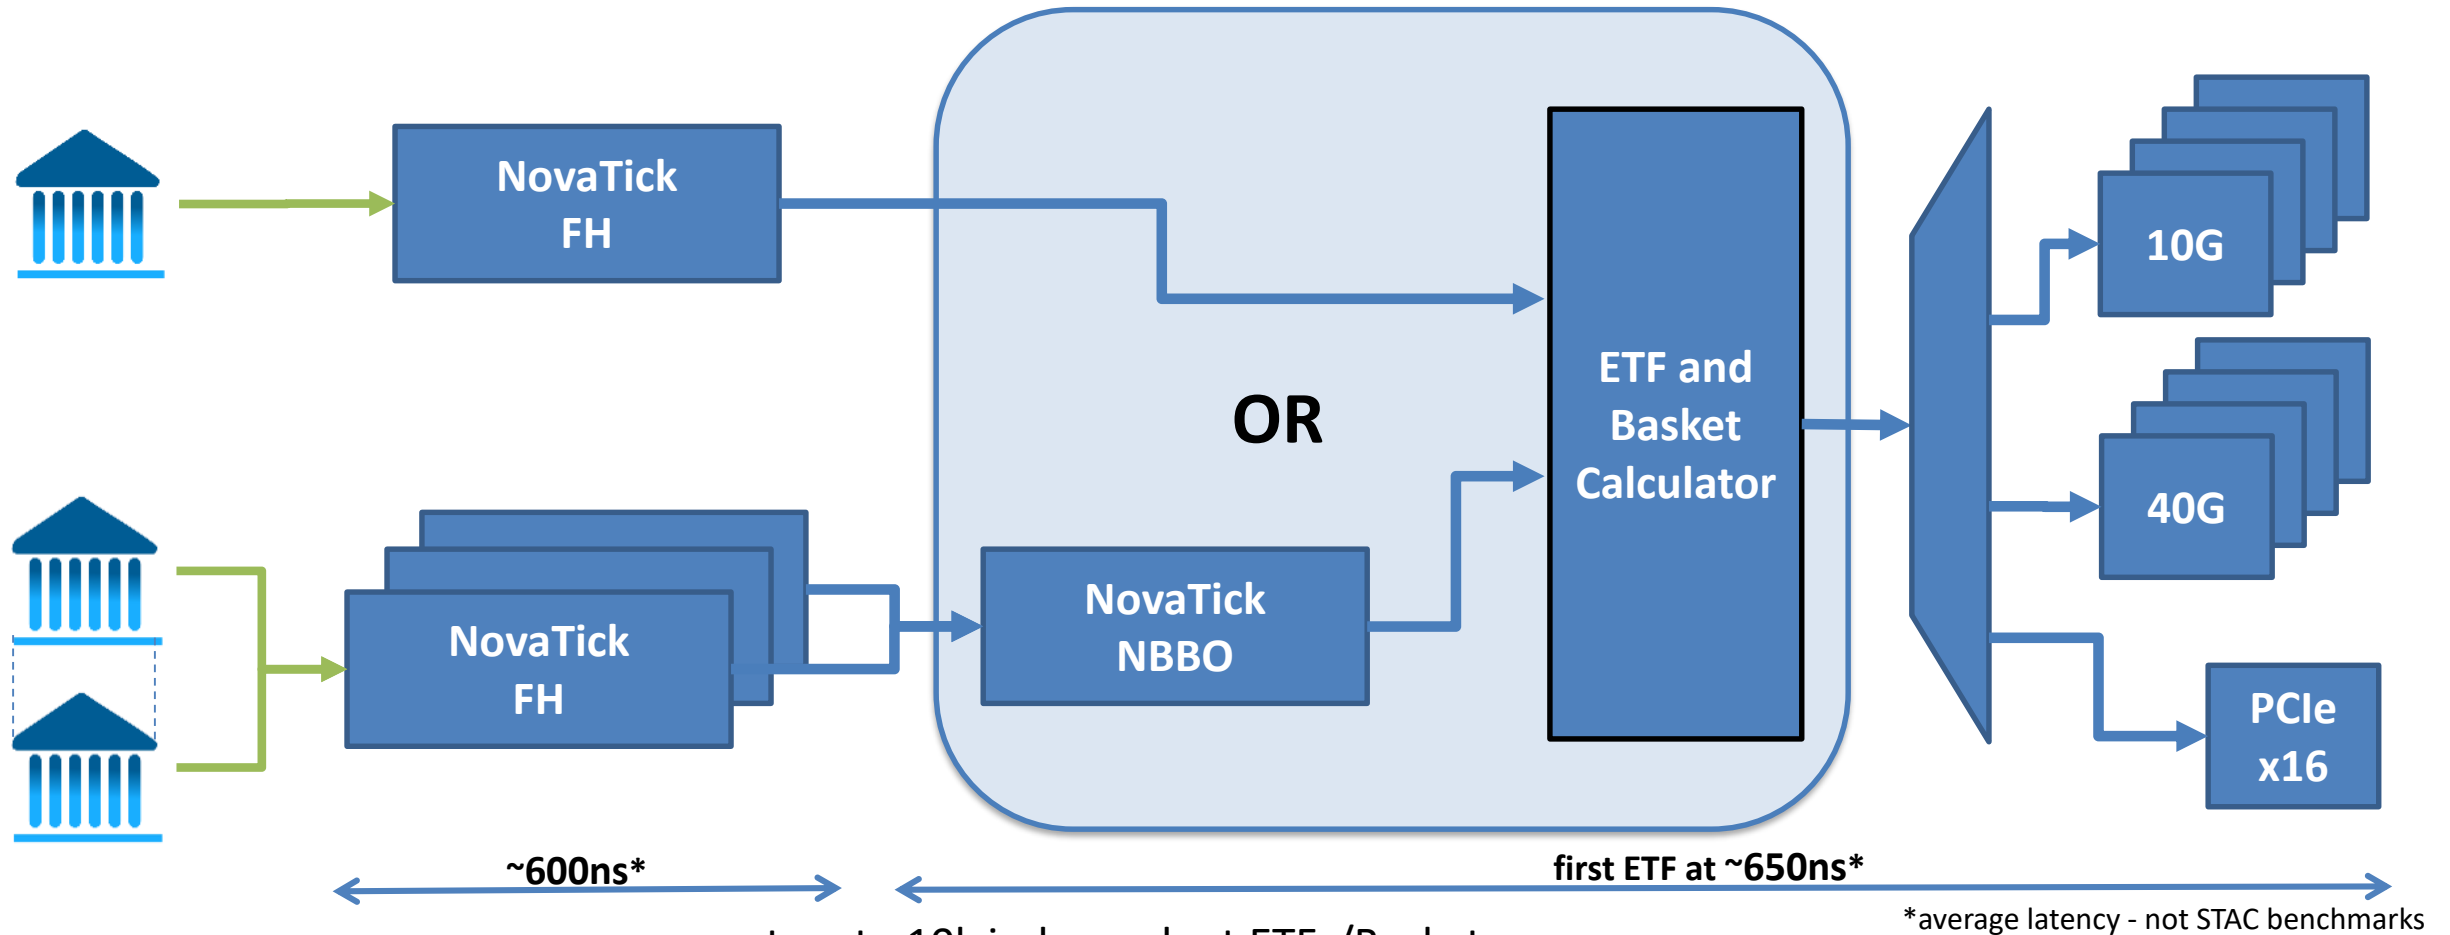 NovaTick
FH
10G
ETF and
Basket
Calculator
OR
40G
NovaTick
NBBO
NovaTick
FH
PCIe
x16
~600ns*
first ETF at ~650ns*
*average latency - not STAC benchmarks